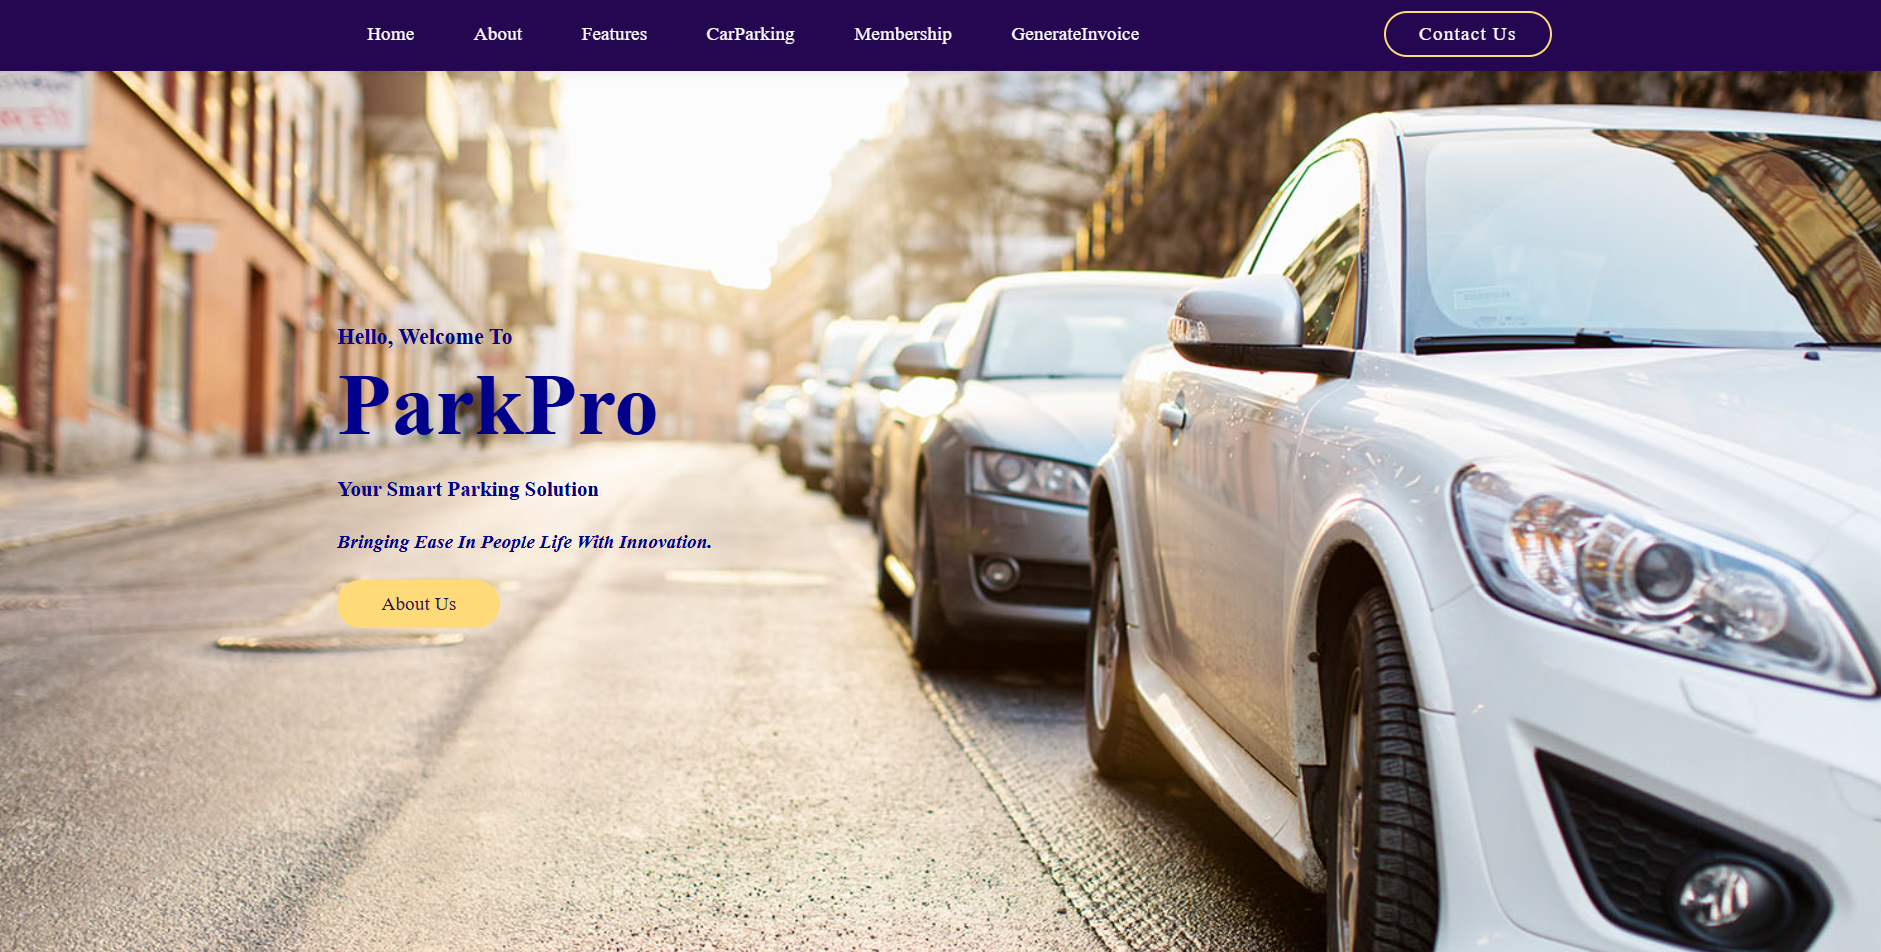 Home About Features CarParking Membership GenerateInvoice Contact Us
Hello, Welcome To
ParkPro
Your Smart Parking Solution
Bringing Ease In People Life With Innovation.
About Us